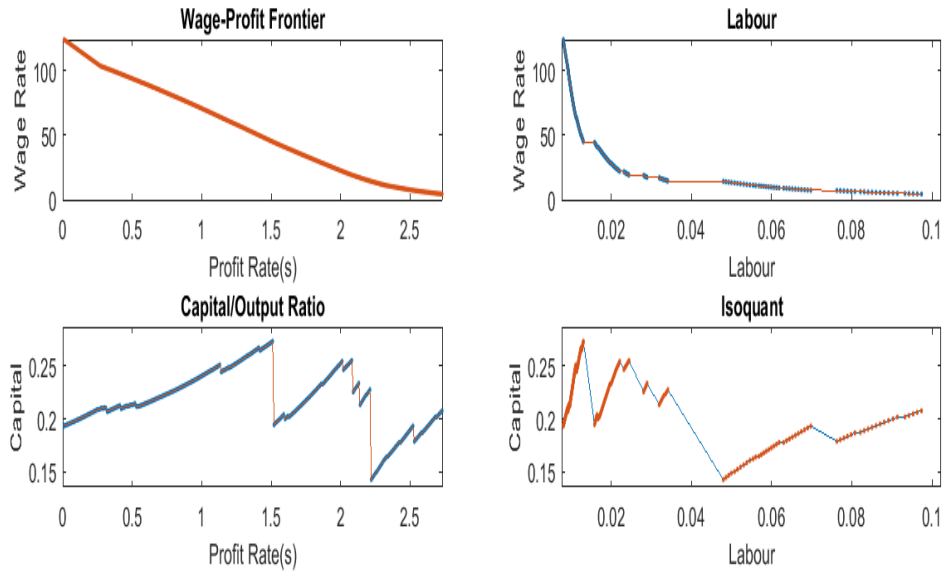 Wage-Profit Frontier
Wage Rate
100
50
0
0 0.5 1 1.5 2 2.5
Profit Rate(s)
Labour
Wage Rate
100
50
0
0.02 0.04 0.06 0.08 0.1
Labour
Capital/Output Ratio
Capital
0.25
0.2
0.15
0 0.5 1 1.5 2 2.5
Profit Rate(s)
Isoquant
Capital
0.25
0.2
0.15
0.02 0.04 0.06 0.08 0.1
Labour